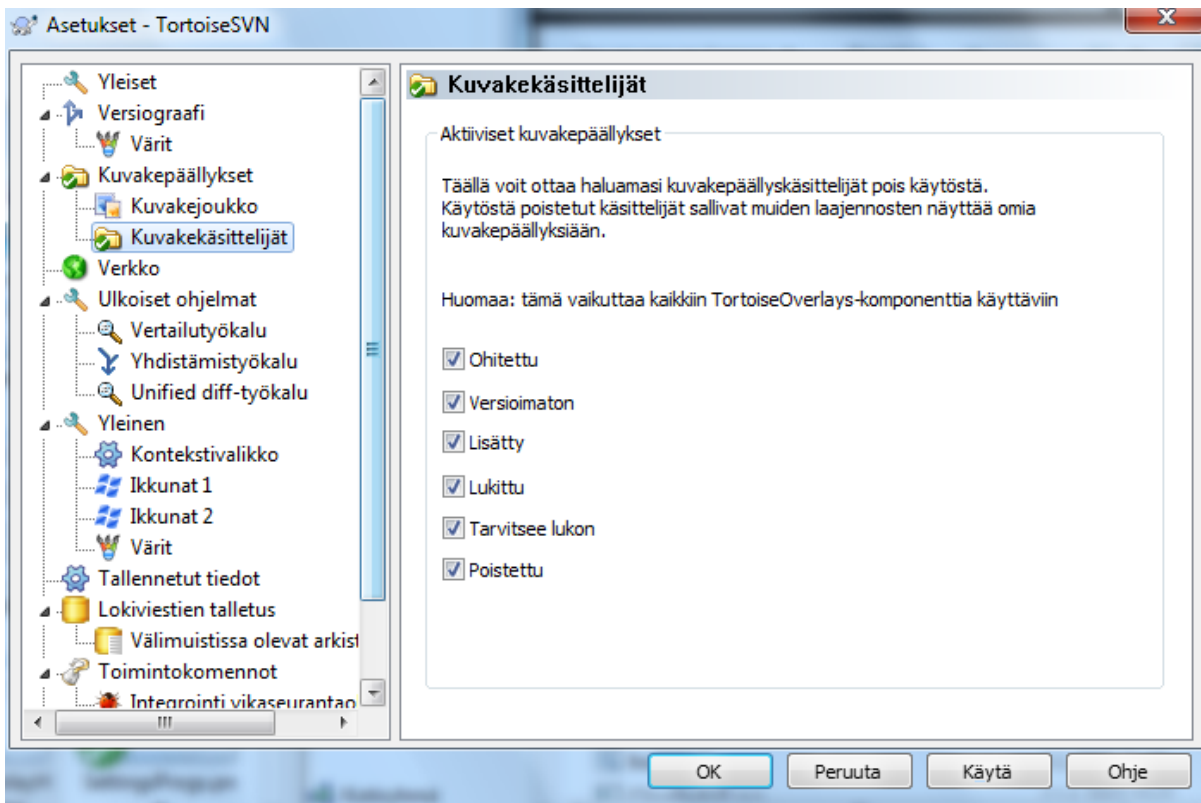 Asetukset - TortoiseSVN
Yleiset
Versiograafi
Värit
Kuvakepäällykset
Kuvakejoukko
Kuvakekäsittelijät
Verkko
Ulkoiset ohjelmat
Vertailutyökalu
Yhdistämistyökalu
Unified diff-työkalu
Yleinen
Kontekstivalikko
Ikkunat 1
Ikkunat 2
Värit
Tallennetut tiedot
Lokiviestien talletus
Välimuistissa olevat arkist
Toimintokomennot
Integrointi vikaseurantao
Kuvakekäsittelijät
Aktiiviset kuvakepäällykset
Täällä voit ottaa haluamasi kuvakepäällyskäsittelijät pois käytöstä.
Käytöstä poistetut käsittelijät sallivat muiden laajennosten näyttää omia
kuvakepäällyksiään.
Huomaa: tämä vaikuttaa kaikkiin TortoiseOverlays-komponenttia käyttäviin
Ohitettu
Versioimaton
Lisätty
Lukittu
Tarvitsee lukon
Poistettu
OK
Peruuta
Käytä
Ohje